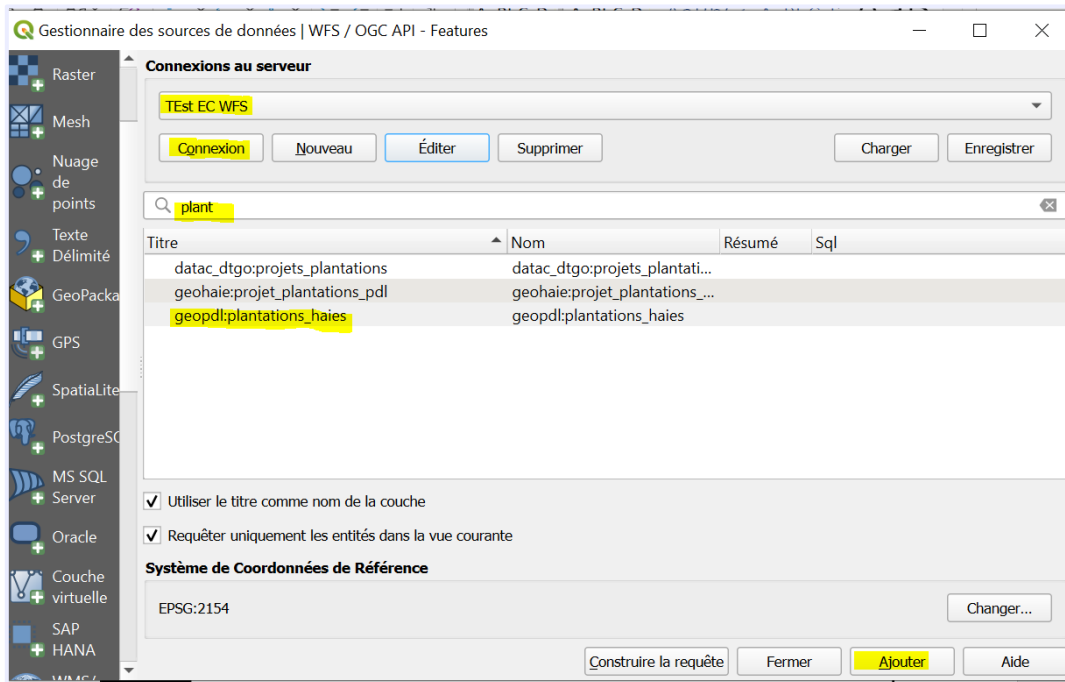 Gestionnaire des sources de données | WFS / OGC API - Features
Raster
Mesh
Nuage
de
points
Texte
Délimité
GeoPacka
GPS
SpatiaLite
PostgreSQ
MS SQL
Server
Oracle
Couche
virtuelle
SAP
HANA
WMS/
Connexions au serveur
TEst EC WFS
Connexion Nouveau Éditer Supprimer Charger Enregistrer
plant
Titre Nom Résumé Sql
datac_dtgo:projets_plantations datac_dtgo:projets_plantati...
geohaie:projet_plantations_pdl geohaie:projet_plantations_...
geopdl:plantations_haies geopdl:plantations_haies
Utiliser le titre comme nom de la couche
Requêter uniquement les entités dans la vue courante
Système de Coordonnées de Référence
EPSG:2154 Changer...
Construire la requête Fermer Ajouter Aide